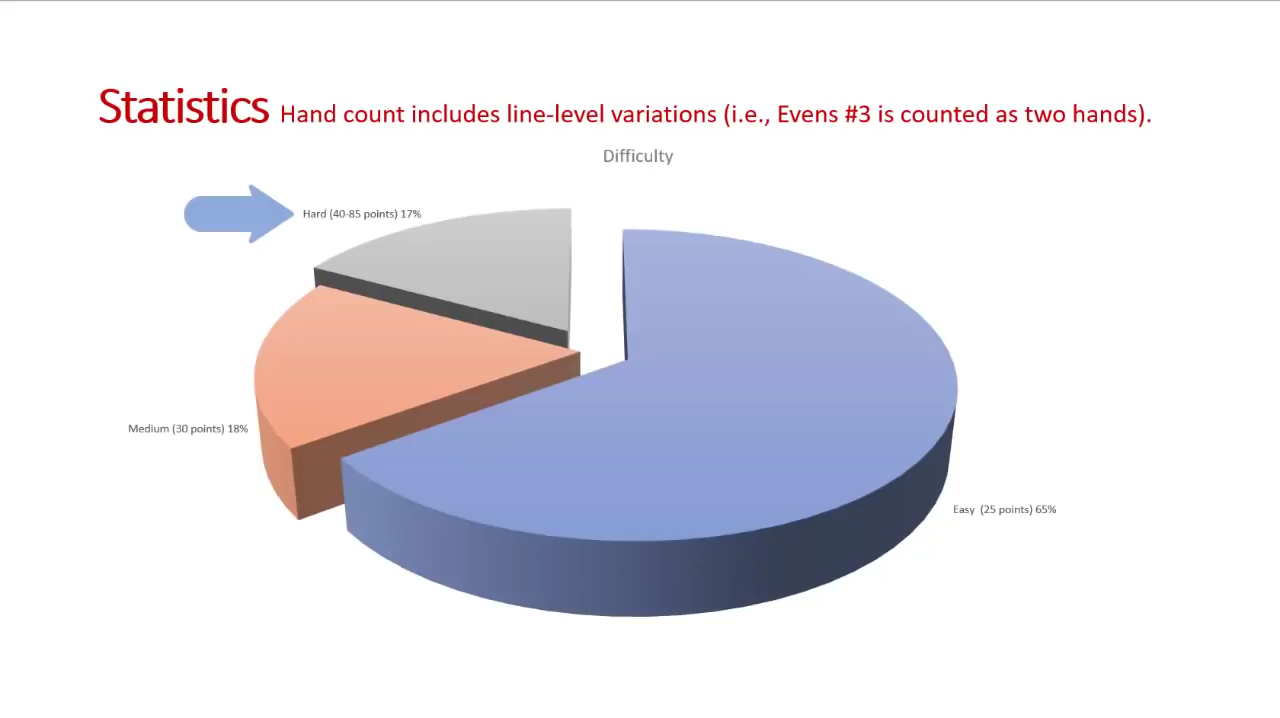 Statistics Hand count includes line-level variations (i.e., Evens #3 is counted as two hands).
Difficulty
Hard (40-85 points) 17%
Medium (30 points) 18%
Easy (25 points) 65%